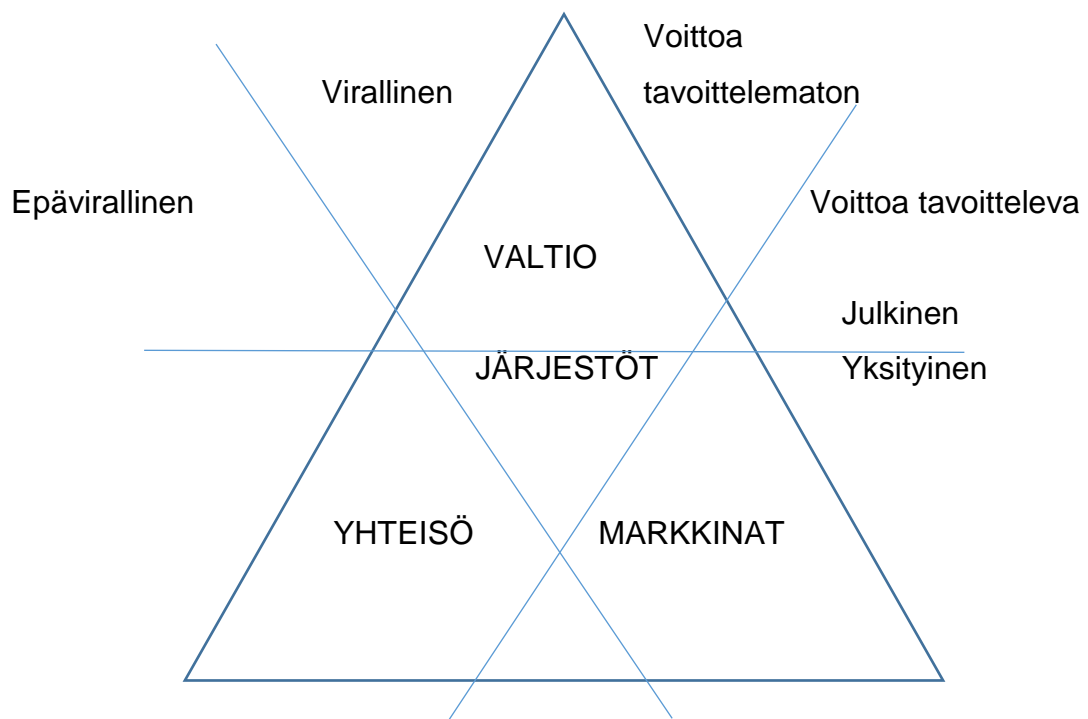 Voittoa
Virallinen
tavoittelematon
Epävirallinen
Voittoa tavoitteleva
VALTIO
Julkinen
JÄRJESTÖT
Yksityinen
YHTEISÖ
MARKKINAT